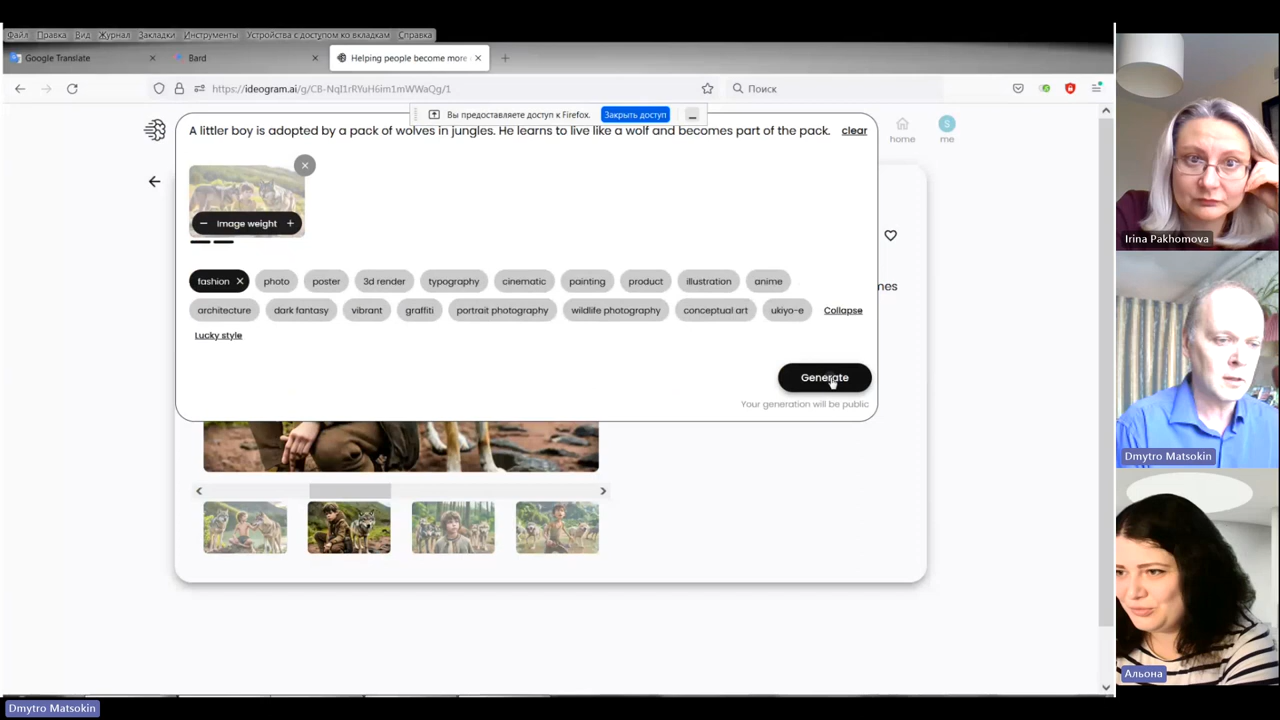 Файл Правка Вид Журнал Закладки Инструменты Устройства с доступом ко вкладкам Справка
Google Translate
Bard
Helping people become more
https://ideogram.ai/g/CB-NqI1rRYuH6im1nWWaQg/1
Поиск
Вы предоставляете доступ к Firefox. Закрыть доступ
A littler boy is adopted by a pack of wolves in jungles. He learns to live like a wolf and becomes part of the pack. clear
home
me
S
Image weight
fashion photo poster 3d render typography cinematic painting product illustration anime
architecture dark fantasy vibrant graffiti portrait photography wildlife photography conceptual art ukiyo-e Collapse
Lucky style
Generate
Your generation will be public
mes
Irina Pakhomova
Dmytro Matsokin
Альона
Dmytro Matsokin